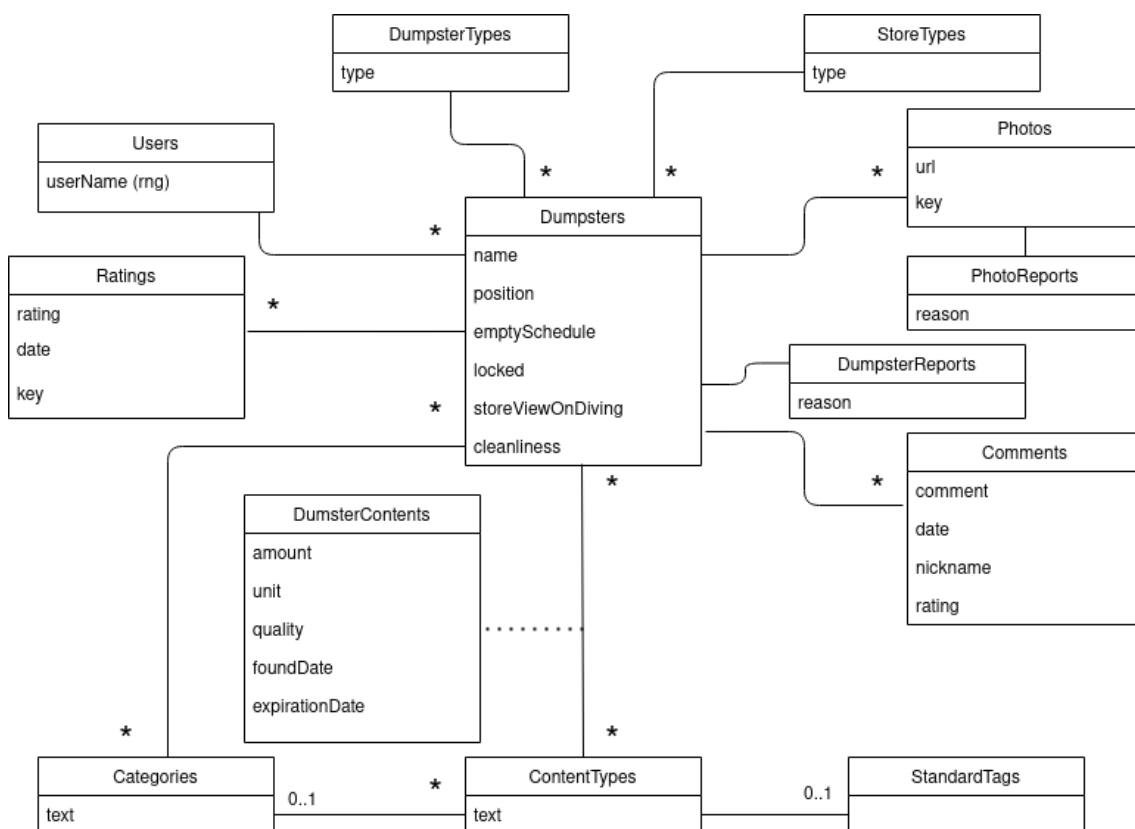 DumpsterTypes
type
StoreTypes
type
Users
userName (rng)
Photos
url
key
*
*
*
*
Dumpsters
name
position
emptySchedule
locked
storeViewOnDiving
cleanliness
Ratings
rating
date
key
*
PhotoReports
reason
DumpsterReports
reason
*
Comments
comment
date
nickname
rating
*
*
DumsterContents
amount
unit
quality
foundDate
expirationDate
*
*
Categories
text
0..1
*
ContentTypes
text
0..1
StandardTags